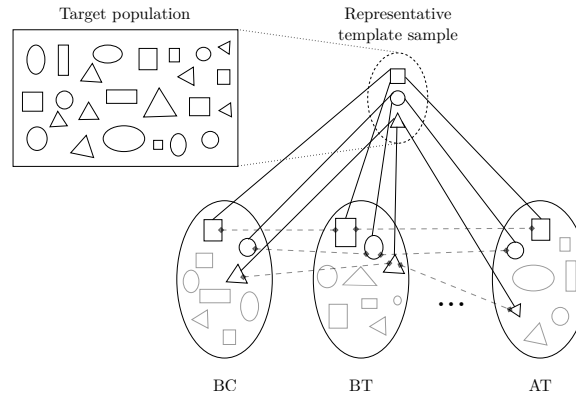 Target population
Representative
template sample
BC
BT
AT